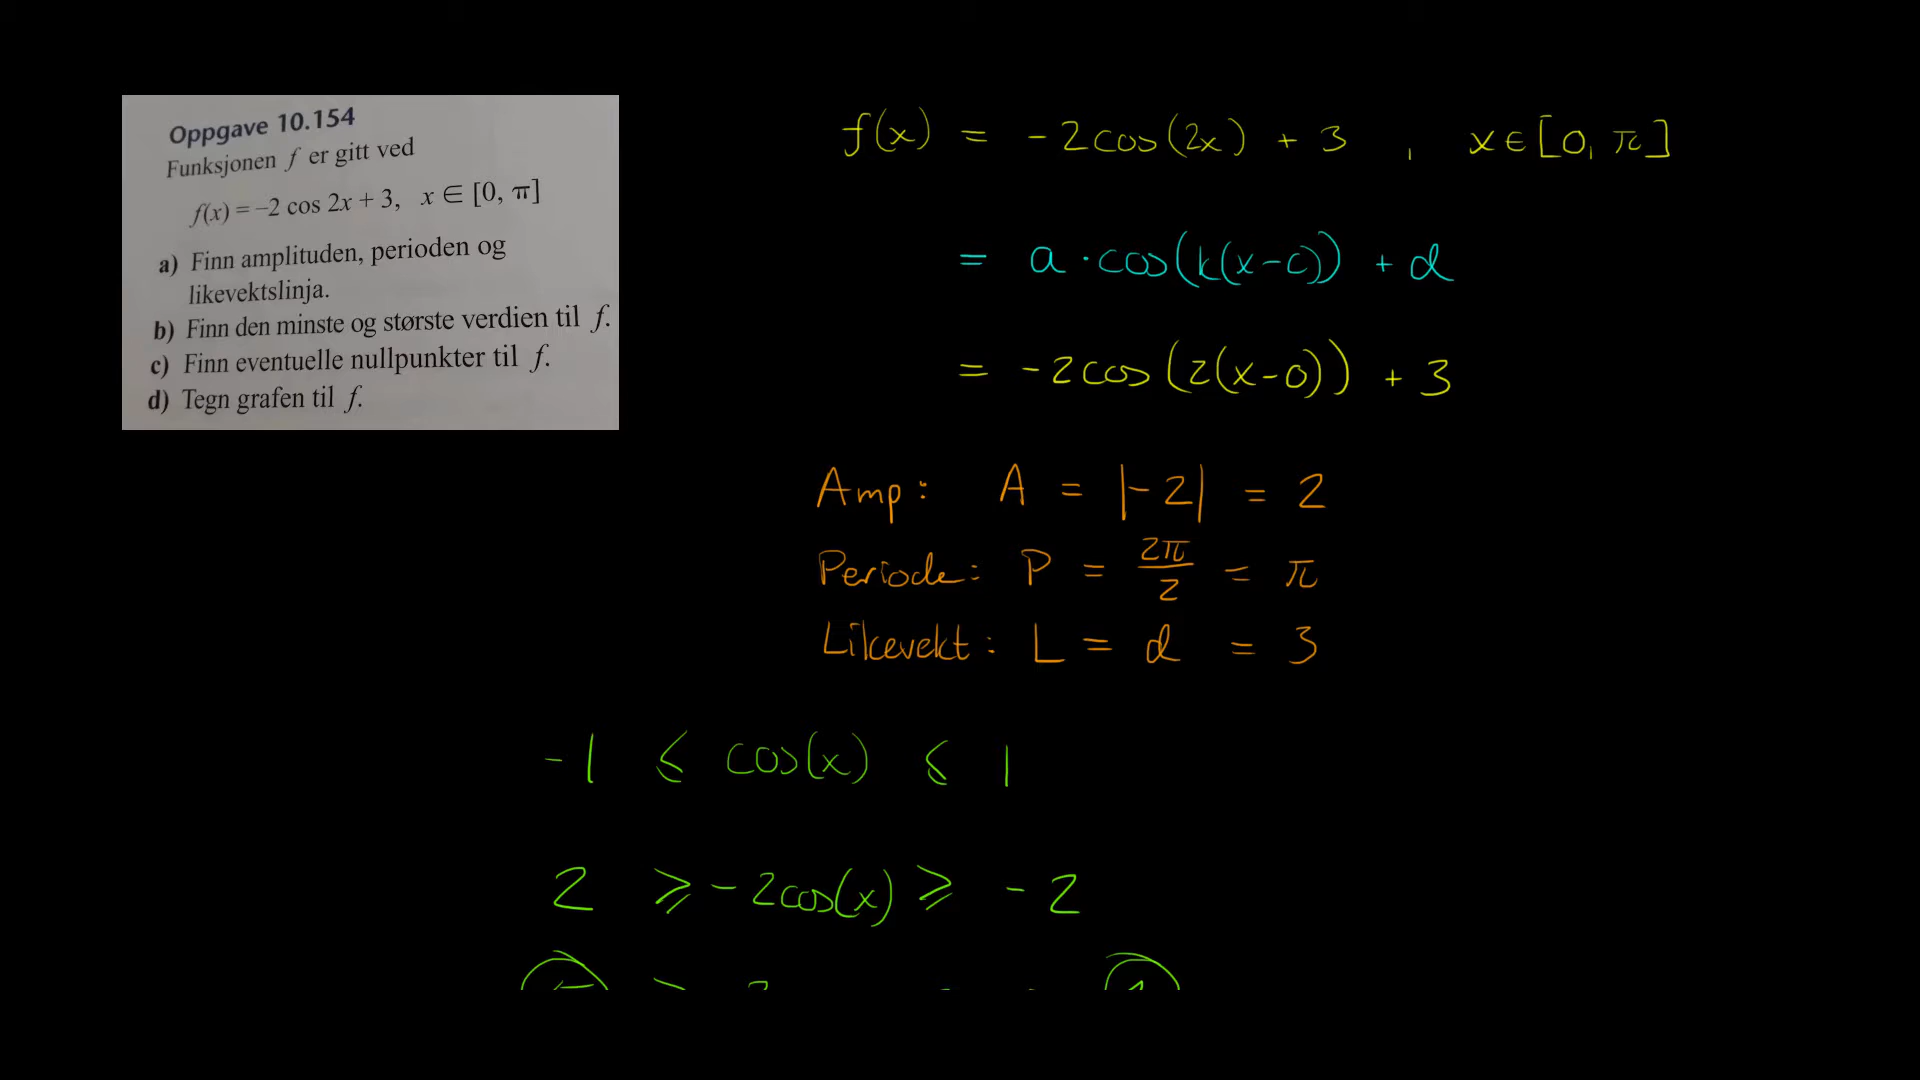 Oppgave 10.154
Funksjonen f er gitt ved
f(x) = –2 cos 2x + 3, x ∈ [0, π]
a) Finn amplituden, perioden og
likevektslinja.
b) Finn den minste og største verdien til f.
c) Finn eventuelle nullpunkter til f.
d) Tegn grafen til f.
f(x) = -2cos(2x) + 3 , x ∈ [0, π]
= a · cos(k(x-c)) + d
= -2cos(2(x-0)) + 3
Amp: A = |-2| = 2
Periode: P = 2π/2 = π
Likevekt: L = d = 3
-1 ≤ cos(x) ≤ 1
2 ≥ -2cos(x) ≥ -2